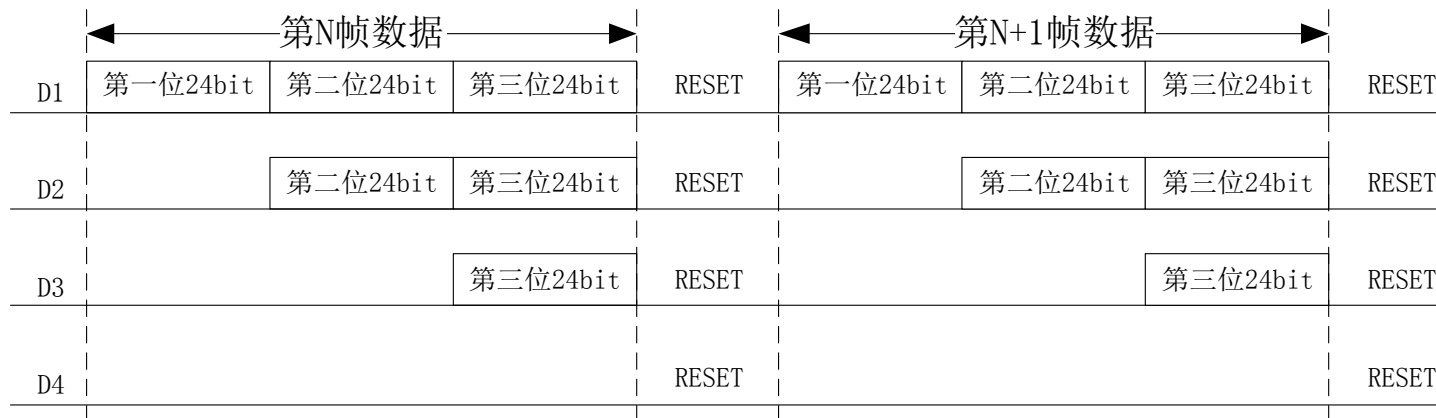 第N帧数据 第N+1帧数据
D1 第一位24bit 第二位24bit 第三位24bit RESET 第一位24bit 第二位24bit 第三位24bit RESET
D2 第二位24bit 第三位24bit RESET 第二位24bit 第三位24bit RESET
D3 第三位24bit RESET 第三位24bit RESET
D4 RESET RESET